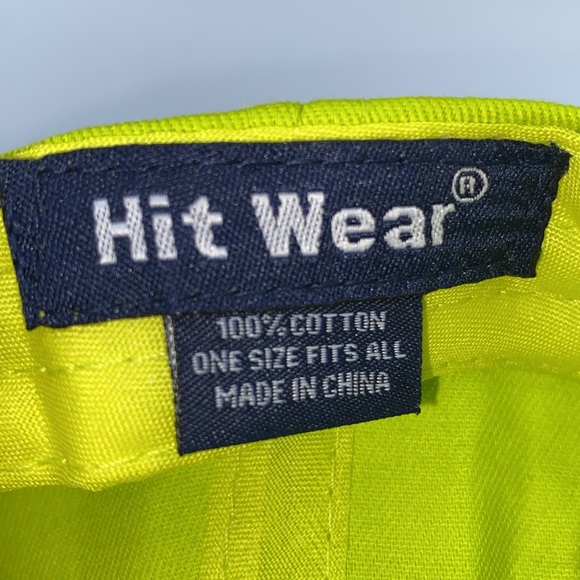 Hit Wear®
100% COTTON
ONE SIZE FITS ALL
MADE IN CHINA